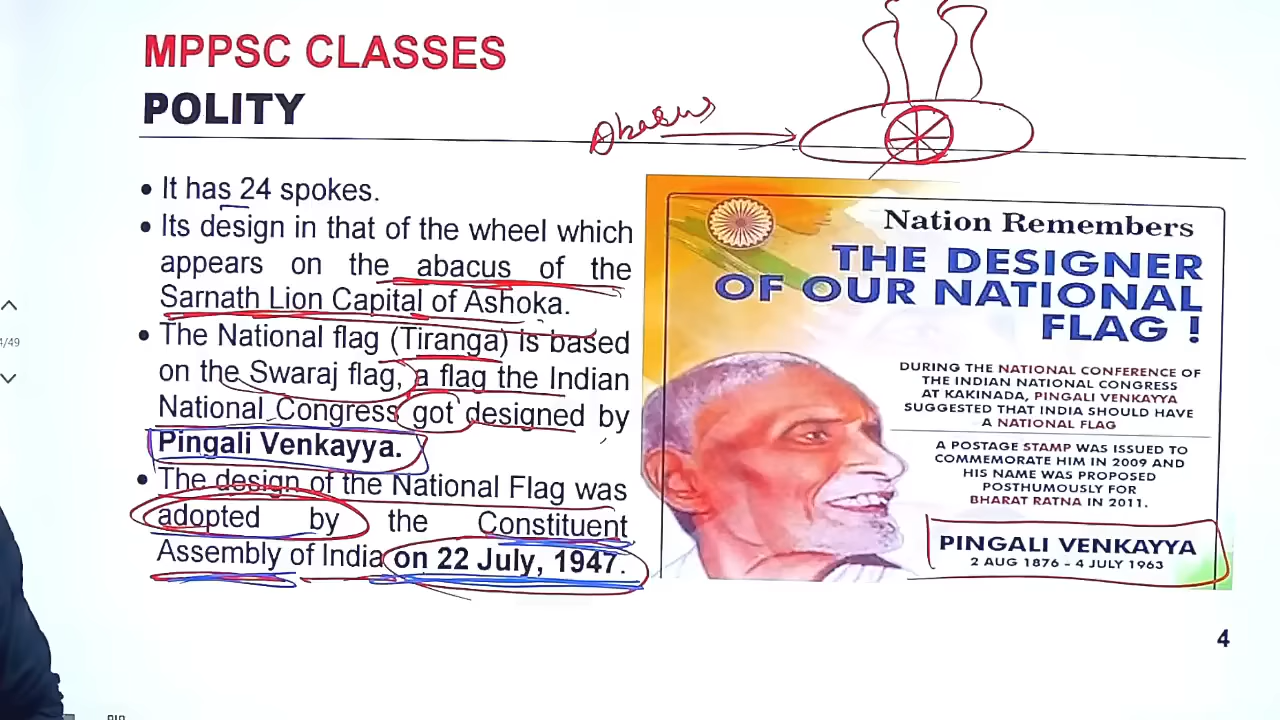 MPPSC CLASSES
POLITY
Abacus
• It has 24 spokes.
• Its design in that of the wheel which
appears on the abacus of the
Sarnath Lion Capital of Ashoka.
• The National flag (Tiranga) is based
on the Swaraj flag, a flag the Indian
National Congress got designed by
Pingali Venkayya.
• The design of the National Flag was
adopted by the Constituent
Assembly of India on 22 July, 1947.
Nation Remembers
THE DESIGNER
OF OUR NATIONAL
FLAG !
DURING THE NATIONAL CONFERENCE OF
THE INDIAN NATIONAL CONGRESS
AT KAKINADA, PINGALI VENKAYYA
SUGGESTED THAT INDIA SHOULD HAVE
A NATIONAL FLAG
A POSTAGE STAMP WAS ISSUED TO
COMMEMORATE HIM IN 2009 AND
HIS NAME WAS PROPOSED
POSTHUMOUSLY FOR
BHARAT RATNA IN 2011.
PINGALI VENKAYYA
2 AUG 1876 - 4 JULY 1963
4